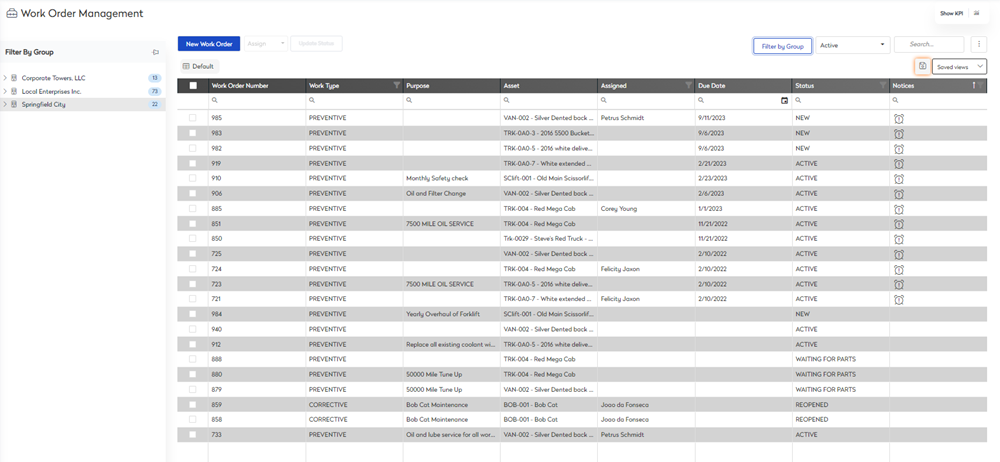 Work Order Management
Show KPI
Filter By Group
New Work Order Assign Update Status
Filter by Group Active Search...
Corporate Towers, LLC 13
Local Enterprises Inc. 73
Springfield City 22
Default
Saved views
Work Order Number Work Type Purpose Asset Assigned Due Date Status Notices
985 PREVENTIVE VAN-002 - Silver Dented back ... Petrus Schmidt 9/11/2023 NEW
983 PREVENTIVE TRK-0A0-3 - 2016 5500 Bucket... 9/6/2023 NEW
982 PREVENTIVE TRK-0A0-5 - 2016 white delive... 9/6/2023 NEW
919 PREVENTIVE TRK-0A0-7 - White extended ... 2/21/2023 ACTIVE
910 PREVENTIVE Monthly Safety check SClift-001 - Old Main Scissorlif... 2/23/2023 ACTIVE
906 PREVENTIVE Oil and Filter Change VAN-002 - Silver Dented back ... 2/6/2023 ACTIVE
885 PREVENTIVE TRK-004 - Red Mega Cab Corey Young 1/1/2023 ACTIVE
851 PREVENTIVE 7500 MILE OIL SERVICE TRK-004 - Red Mega Cab 11/21/2022 ACTIVE
850 PREVENTIVE Trk-0029 - Steve's Red Truck - ... 11/21/2022 ACTIVE
725 PREVENTIVE VAN-002 - Silver Dented back ... 2/10/2022 ACTIVE
724 PREVENTIVE TRK-004 - Red Mega Cab Felicity Jaxon 2/10/2022 ACTIVE
723 PREVENTIVE 7500 MILE OIL SERVICE TRK-0A0-5 - 2016 white delive... 2/10/2022 ACTIVE
721 PREVENTIVE TRK-0A0-7 - White extended ... Felicity Jaxon 2/10/2022 ACTIVE
984 PREVENTIVE Yearly Overhaul of Forklift SClift-001 - Old Main Scissorlif... NEW
940 PREVENTIVE VAN-002 - Silver Dented back ... ACTIVE
912 PREVENTIVE Replace all existing coolant wi... TRK-0A0-5 - 2016 white delive... ACTIVE
888 PREVENTIVE TRK-004 - Red Mega Cab WAITING FOR PARTS
880 PREVENTIVE 50000 Mile Tune Up TRK-004 - Red Mega Cab WAITING FOR PARTS
879 PREVENTIVE 50000 Mile Tune Up VAN-002 - Silver Dented back ... WAITING FOR PARTS
859 CORRECTIVE Bob Cat Maintenance BOB-001 - Bob Cat Joao da Fonseca REOPENED
858 CORRECTIVE Bob Cat Maintenance BOB-001 - Bob Cat Joao da Fonseca REOPENED
733 PREVENTIVE Oil and lube service for all wor... VAN-002 - Silver Dented back ... Petrus Schmidt ACTIVE